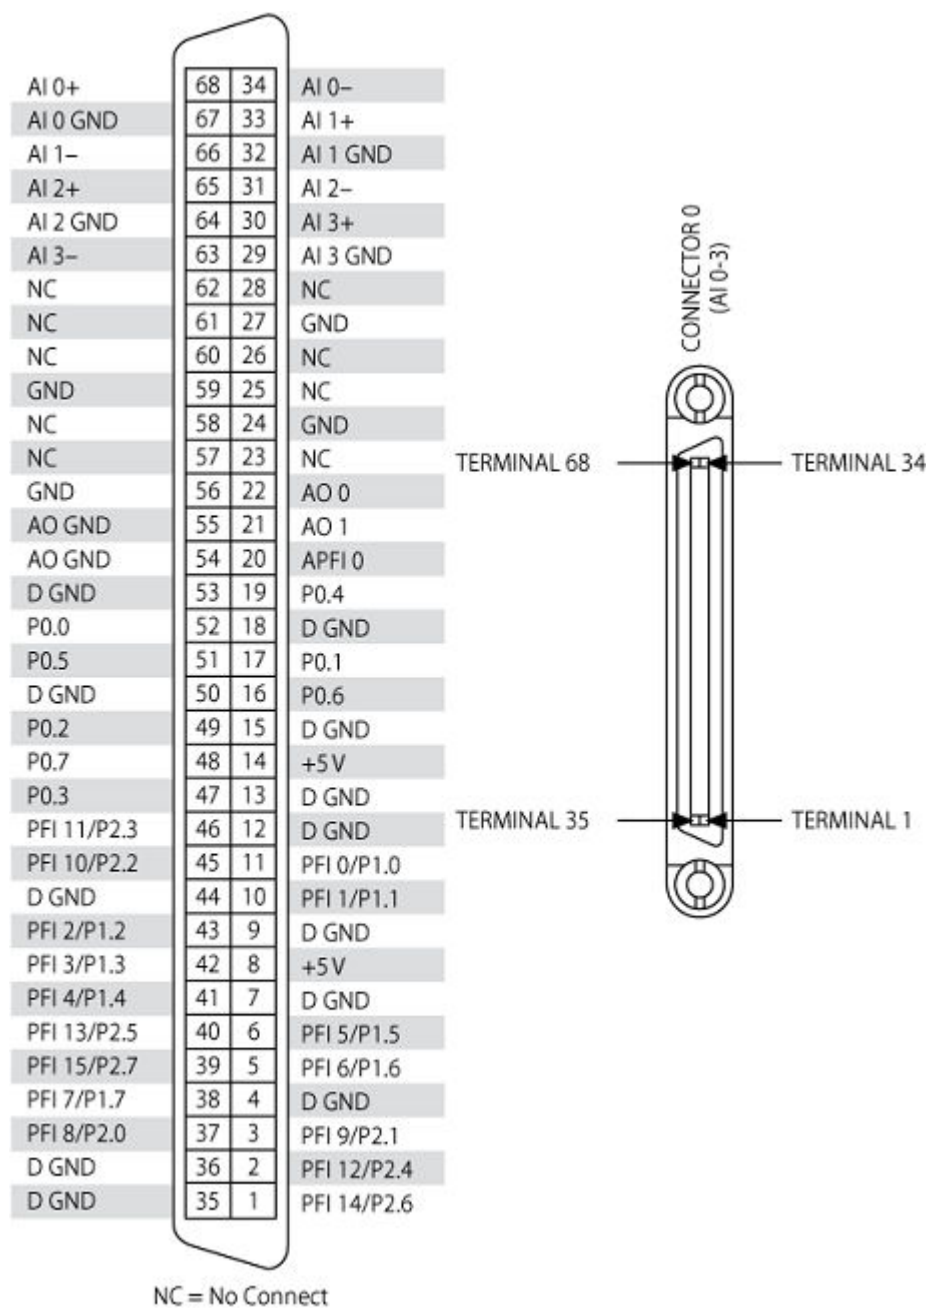 AI 0+ 68 34 AI 0–
AI 0 GND 67 33 AI 1+
AI 1– 66 32 AI 1 GND
AI 2+ 65 31 AI 2–
AI 2 GND 64 30 AI 3+
AI 3– 63 29 AI 3 GND
NC 62 28 NC
NC 61 27 GND
NC 60 26 NC
GND 59 25 NC
NC 58 24 GND
NC 57 23 NC
GND 56 22 AO 0
AO GND 55 21 AO 1
AO GND 54 20 APFI 0
D GND 53 19 P0.4
P0.0 52 18 D GND
P0.5 51 17 P0.1
D GND 50 16 P0.6
P0.2 49 15 D GND
P0.7 48 14 +5 V
P0.3 47 13 D GND
PFI 11/P2.3 46 12 D GND
PFI 10/P2.2 45 11 PFI 0/P1.0
D GND 44 10 PFI 1/P1.1
PFI 2/P1.2 43 9 D GND
PFI 3/P1.3 42 8 +5 V
PFI 4/P1.4 41 7 D GND
PFI 13/P2.5 40 6 PFI 5/P1.5
PFI 15/P2.7 39 5 PFI 6/P1.6
PFI 7/P1.7 38 4 D GND
PFI 8/P2.0 37 3 PFI 9/P2.1
D GND 36 2 PFI 12/P2.4
D GND 35 1 PFI 14/P2.6
NC = No Connect
CONNECTOR 0
(AI 0-3)
TERMINAL 68 TERMINAL 34
TERMINAL 35 TERMINAL 1